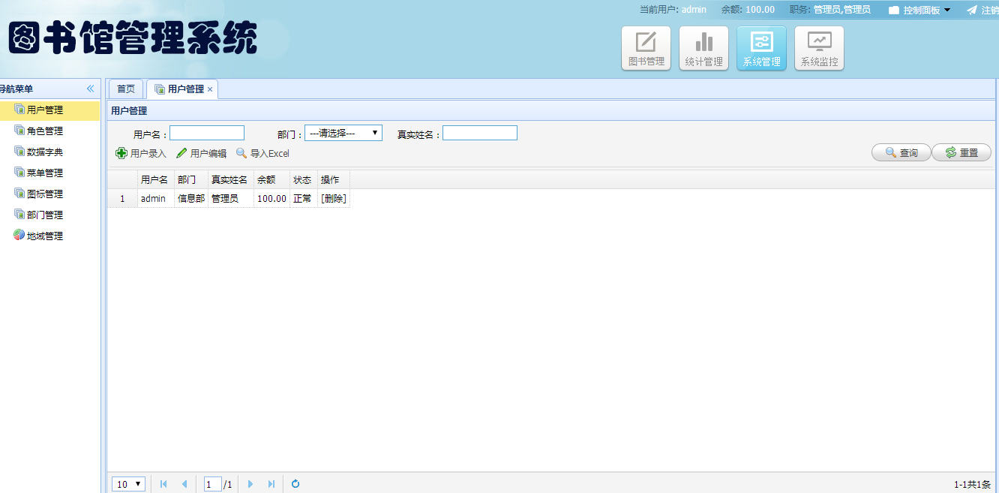 当前用户: admin 余额: 100.00 职务: 管理员,管理员 控制面板 注销
图书馆管理系统
图书管理 统计管理 系统管理 系统监控
导航菜单
用户管理
角色管理
数据字典
菜单管理
图标管理
部门管理
地域管理
首页 用户管理
用户管理
用户名： 部门： ---请选择--- 真实姓名：
用户录入 用户编辑 导入Excel 查询 重置
用户名 部门 真实姓名 余额 状态 操作
1 admin 信息部 管理员 100.00 正常 [删除]
10 1 /1 1-1共1条